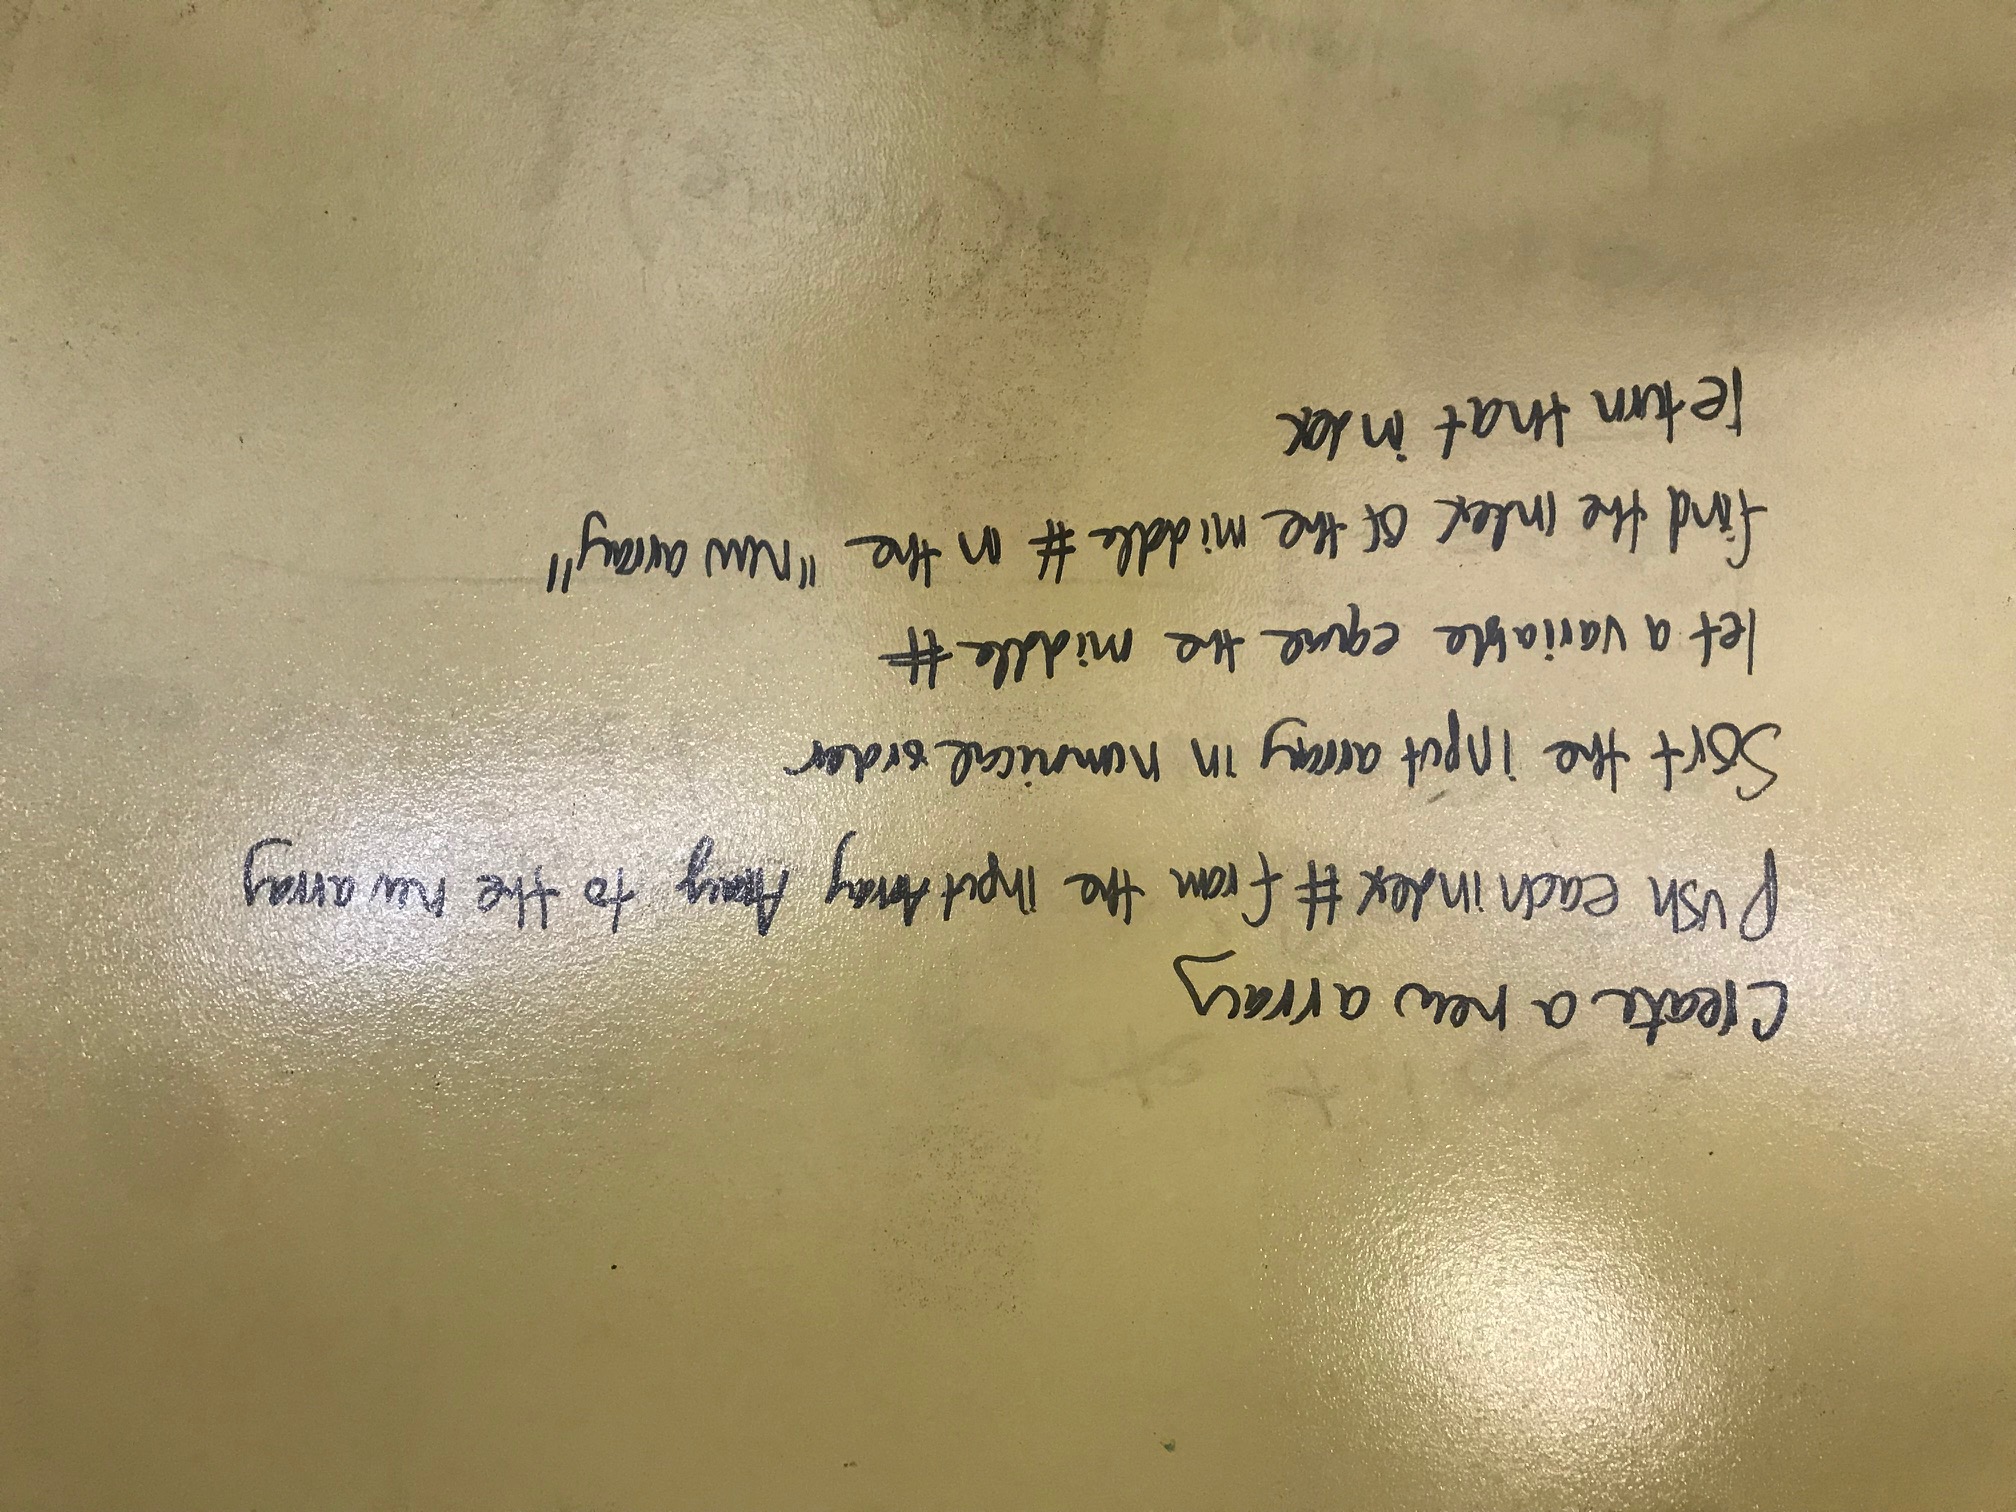 Create a new array
push each index # from the input Array Array to the new array
Sort the input array in numnical order
let a variable equal the middle #
find the index of the middle # in the "new array"
return that index